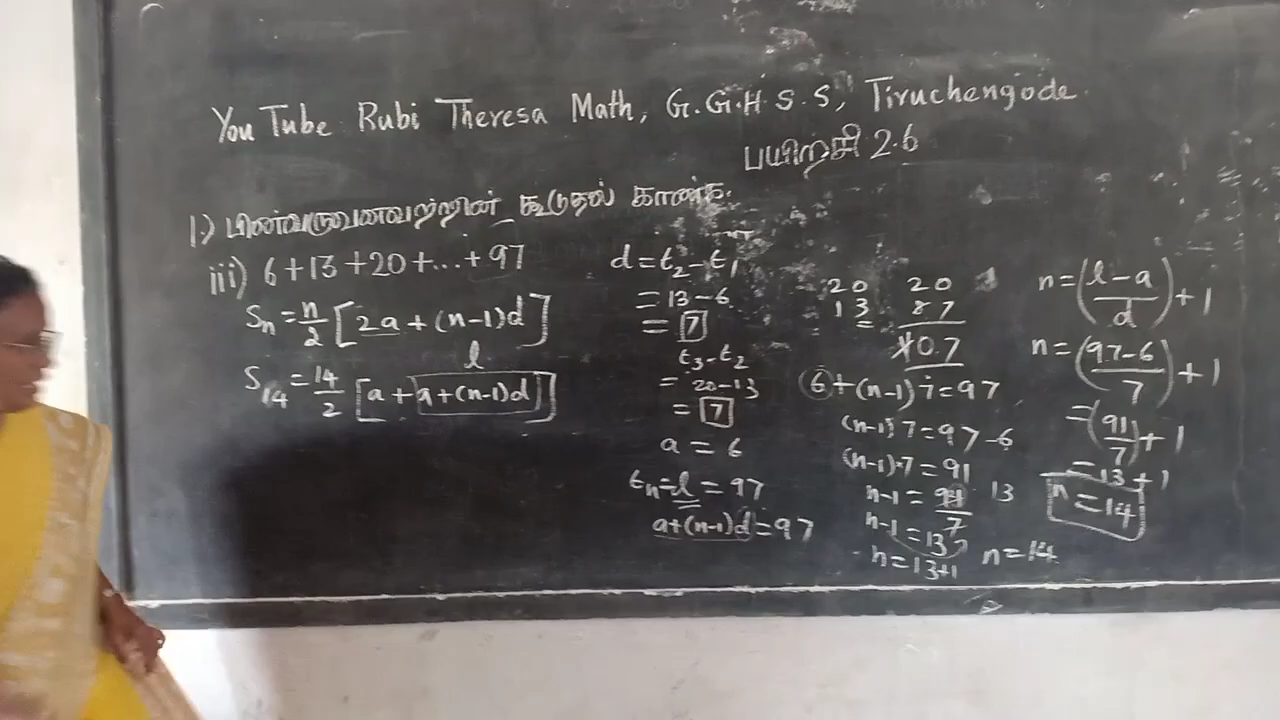 You Tube Rubi Theresa Math, G.G.H.S.S, Tiruchengode.
பயிற்சி 2.6
1.) பின்வருவனவற்றின் கூடுதல் காண்க.
iii) 6+13+20+...+97
Sn = n/2 [2a+(n-1)d]
l
S14 = 14/2 [a+a+(n-1)d]
d=t2-t1
=13-6
= 7
t3-t2
= 20-13
= 7
a = 6
tn=l = 97
a+(n-1)d=97
20
13
20
87
107
6+(n-1)7=97
(n-1)7=97-6
(n-1)·7=91
n-1 = 91/7 13
n-1 = 13
n=13+1 n=14
n=((l-a)/d)+1
n=((97-6)/7)+1
=(91/7)+1
=13+1
n=14